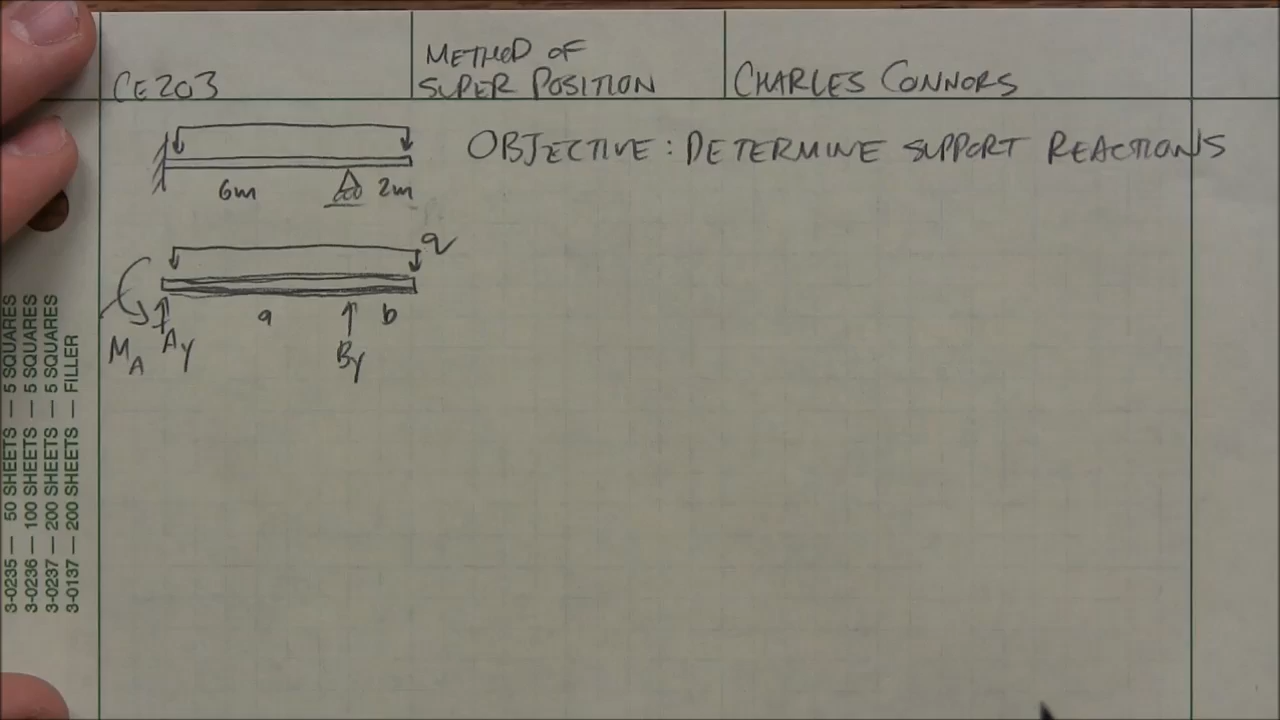 CE203
METHOD OF
SUPER POSITION
CHARLES CONNORS
OBJECTIVE : DETERMINE SUPPORT REACTIONS
6m
2m
q
a
b
MA
Ay
By
3-0235 — 50 SHEETS — 5 SQUARES
3-0236 — 100 SHEETS — 5 SQUARES
3-0237 — 200 SHEETS — 5 SQUARES
3-0137 — 200 SHEETS — FILLER